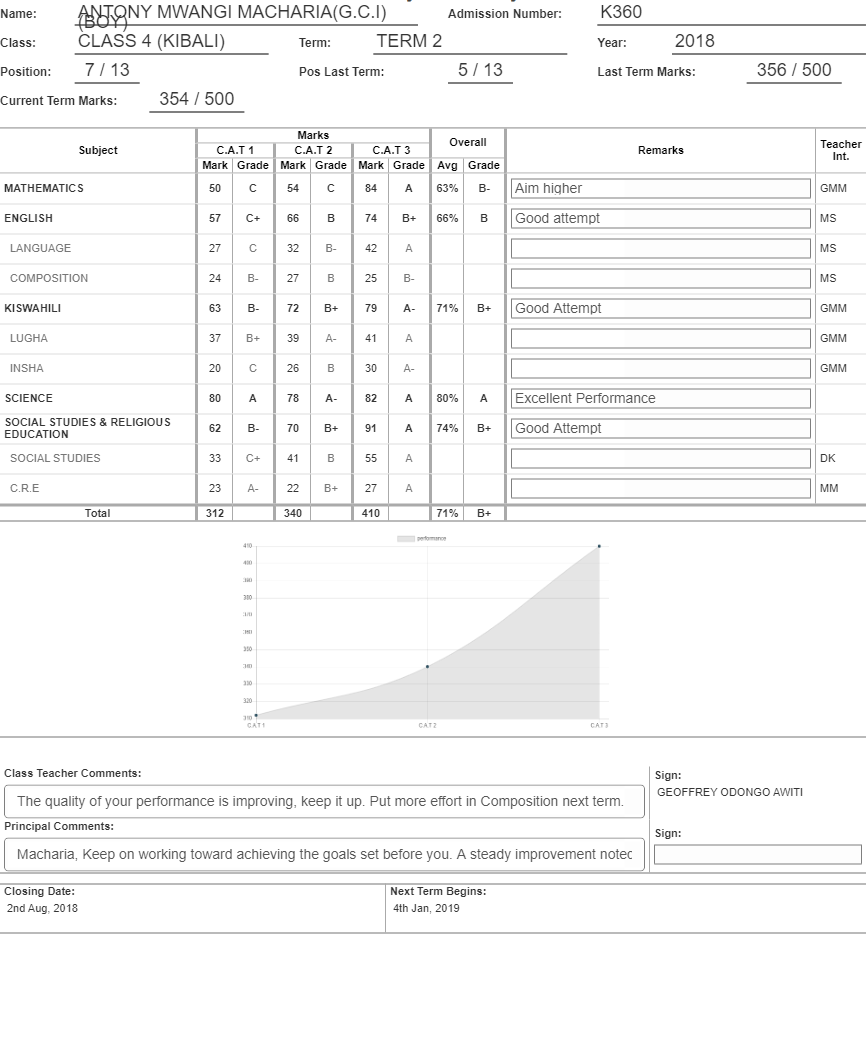 Name: ANTONY MWANGI MACHARIA(G.C.I) Admission Number: K360
(BOY)
Class: CLASS 4 (KIBALI) Term: TERM 2 Year: 2018
Position: 7 / 13 Pos Last Term: 5 / 13 Last Term Marks: 356 / 500
Current Term Marks: 354 / 500
Marks
Subject C.A.T 1 C.A.T 2 C.A.T 3 Overall Remarks Teacher Int.
Mark Grade Mark Grade Mark Grade Avg Grade
MATHEMATICS 50 C 54 C 84 A 63% B- Aim higher GMM
ENGLISH 57 C+ 66 B 74 B+ 66% B Good attempt MS
LANGUAGE 27 C 32 B- 42 A MS
COMPOSITION 24 B- 27 B 25 B- MS
KISWAHILI 63 B- 72 B+ 79 A- 71% B+ Good Attempt GMM
LUGHA 37 B+ 39 A- 41 A GMM
INSHA 20 C 26 B 30 A- GMM
SCIENCE 80 A 78 A- 82 A 80% A Excellent Performance
SOCIAL STUDIES & RELIGIOUS
EDUCATION 62 B- 70 B+ 91 A 74% B+ Good Attempt
SOCIAL STUDIES 33 C+ 41 B 55 A DK
C.R.E 23 A- 22 B+ 27 A MM
Total 312 340 410 71% B+
performance
410
400
390
380
370
360
350
340
330
320
310
CAT1 CAT2 CAT3
Class Teacher Comments: Sign:
The quality of your performance is improving, keep it up. Put more effort in Composition next term. GEOFFREY ODONGO AWITI
Principal Comments: Sign:
Macharia, Keep on working toward achieving the goals set before you. A steady improvement noted
Closing Date: Next Term Begins:
2nd Aug, 2018 4th Jan, 2019